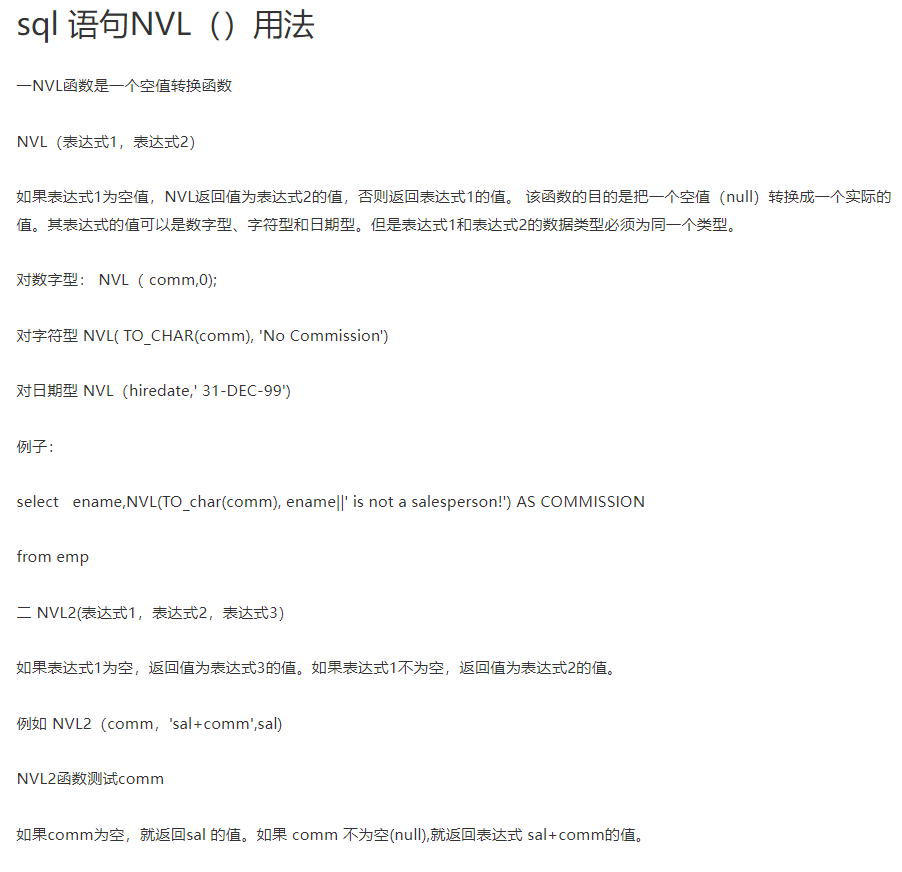 sql 语句NVL（）用法
一NVL函数是一个空值转换函数
NVL（表达式1，表达式2）
如果表达式1为空值，NVL返回值为表达式2的值，否则返回表达式1的值。 该函数的目的是把一个空值（null）转换成一个实际的
值。其表达式的值可以是数字型、字符型和日期型。但是表达式1和表达式2的数据类型必须为同一个类型。
对数字型： NVL（ comm,0);
对字符型 NVL( TO_CHAR(comm), 'No Commission')
对日期型 NVL（hiredate,' 31-DEC-99')
例子：
select   ename,NVL(TO_char(comm), ename||' is not a salesperson!') AS COMMISSION
from emp
二 NVL2(表达式1，表达式2，表达式3）
如果表达式1为空，返回值为表达式3的值。如果表达式1不为空，返回值为表达式2的值。
例如 NVL2（comm，'sal+comm',sal)
NVL2函数测试comm
如果comm为空，就返回sal 的值。如果 comm 不为空(null),就返回表达式 sal+comm的值。